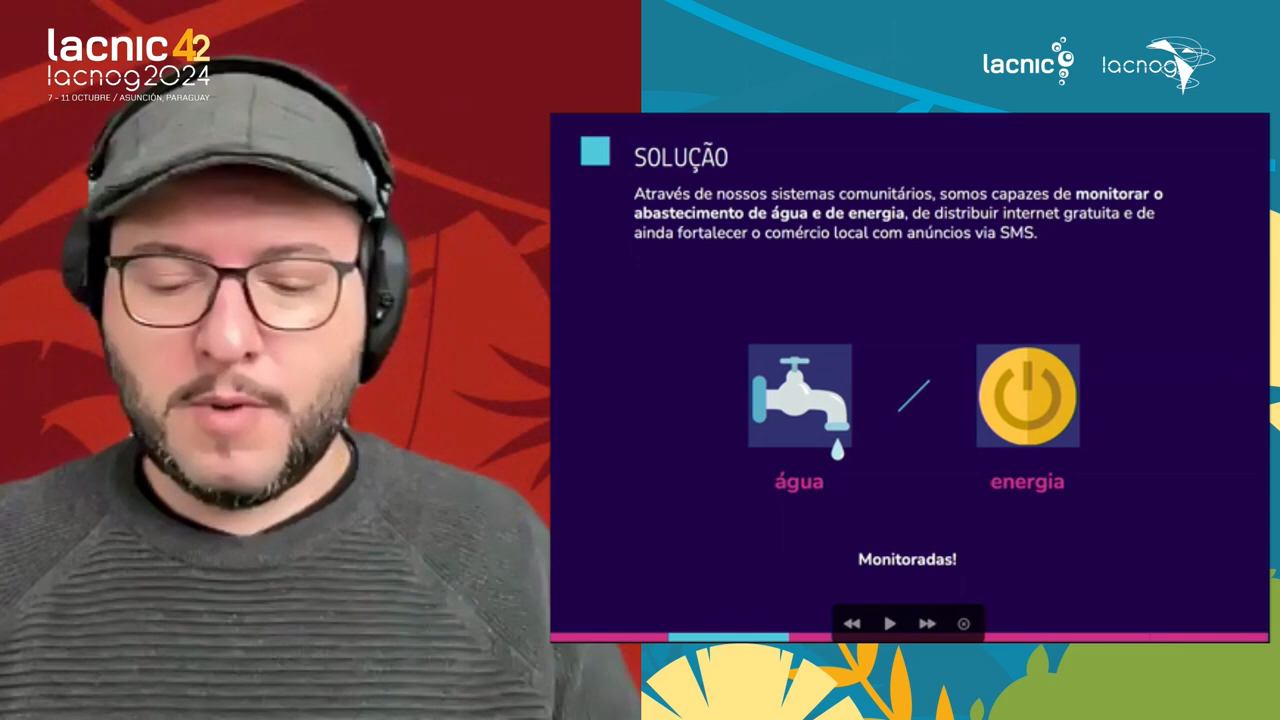 lacnic 42
lacnog2024
7 - 11 OCTUBRE / ASUNCIÓN, PARAGUAY
lacnic
lacnog
SOLUÇÃO
Através de nossos sistemas comunitários, somos capazes de monitorar o
abastecimento de água e de energia, de distribuir internet gratuita e de
ainda fortalecer o comércio local com anúncios via SMS.
água
energia
Monitoradas!